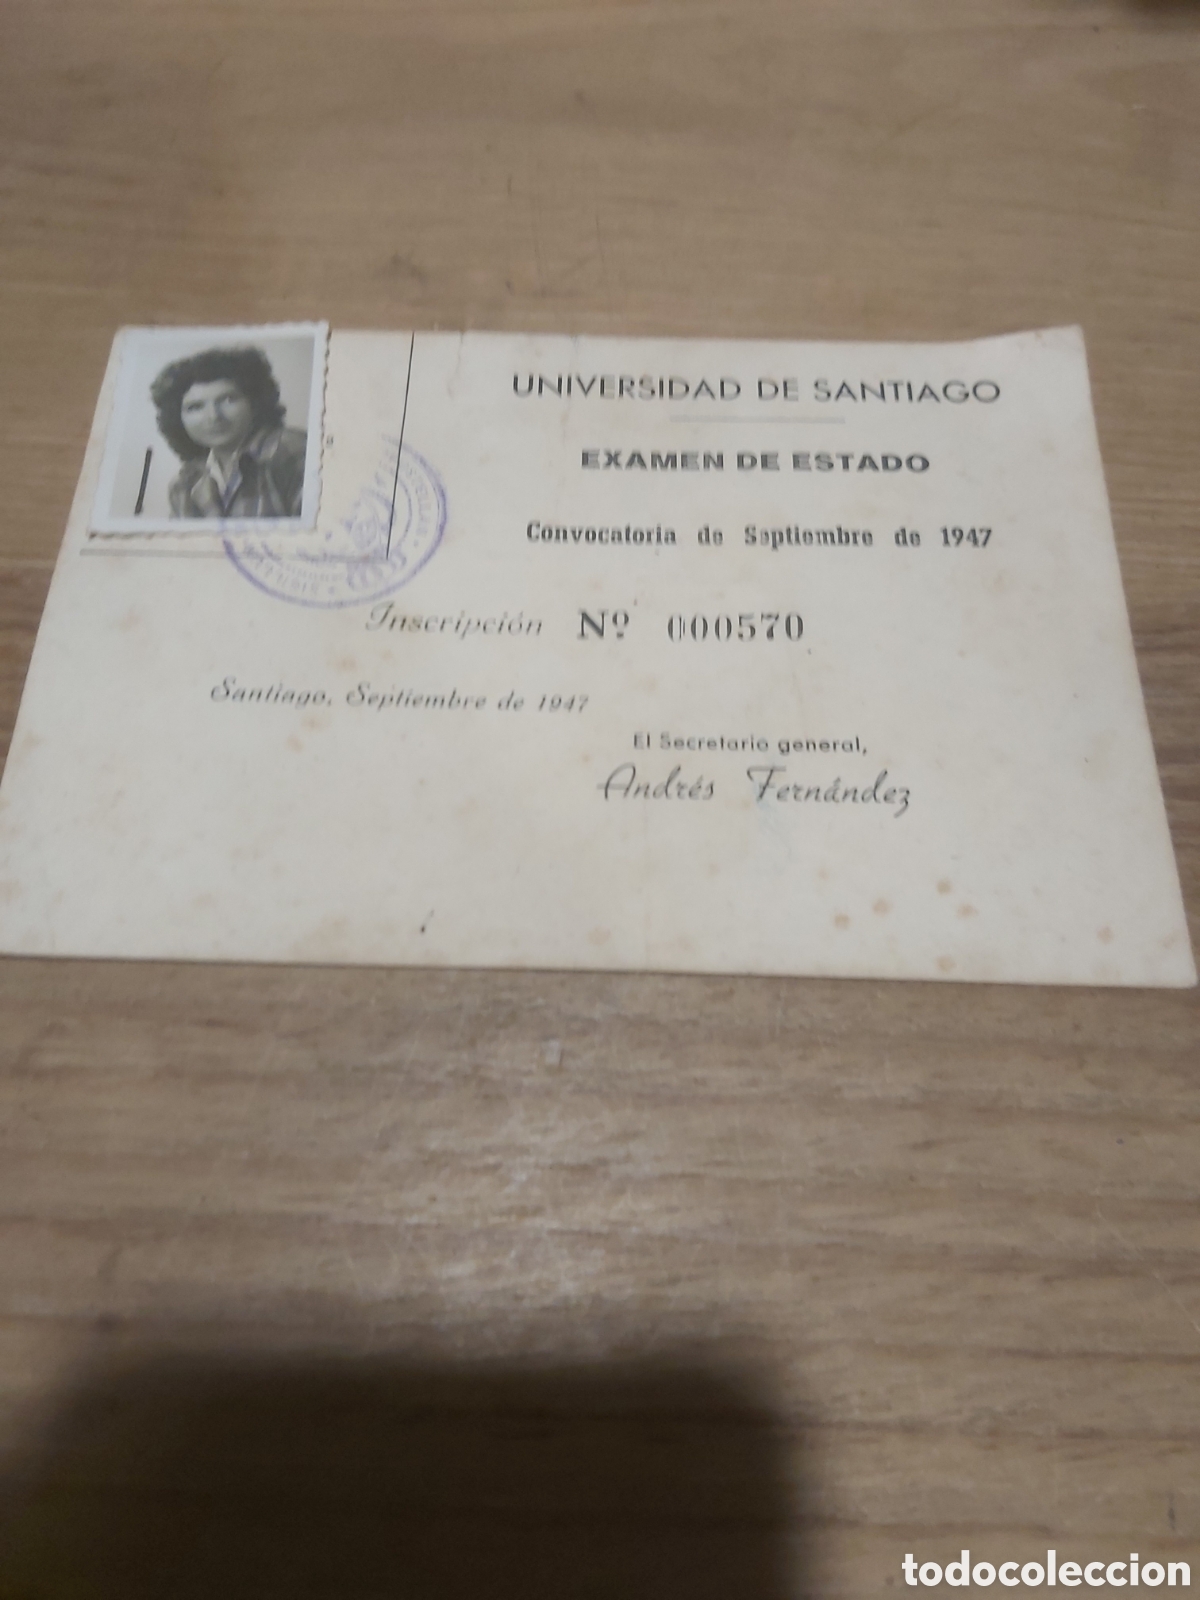 UNIVERSIDAD DE SANTIAGO
EXAMEN DE ESTADO
Convocatoria de Septiembre de 1947
Inscripción Nº 000570
Santiago, Septiembre de 1947
El Secretario general,
Andrés Fernández
todocoleccion